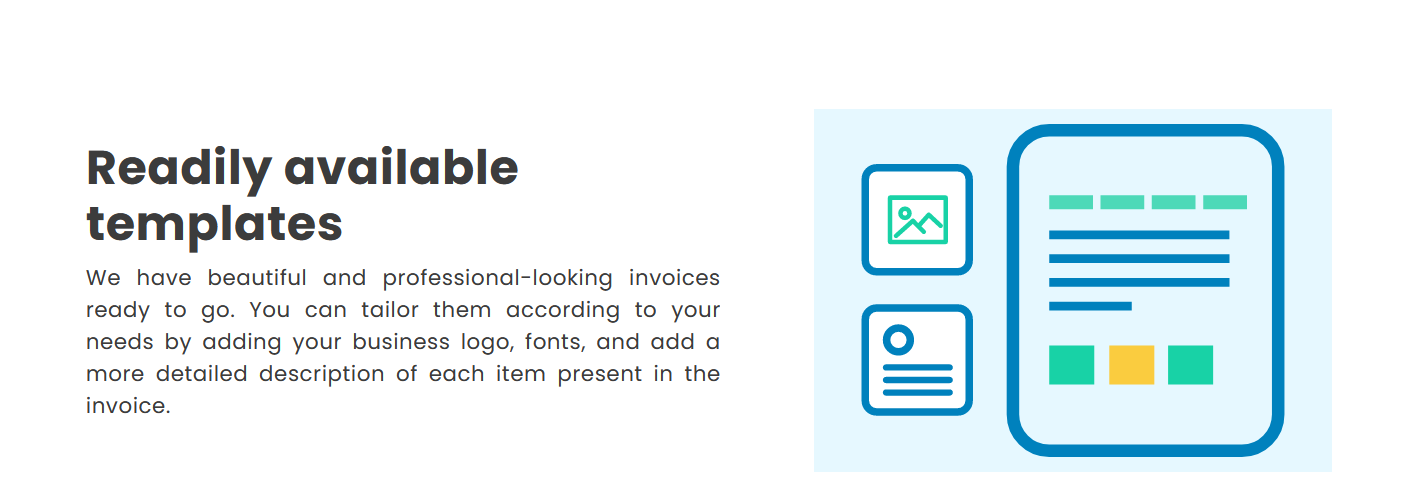 Readily available
templates
We have beautiful and professional-looking invoices
ready to go. You can tailor them according to your
needs by adding your business logo, fonts, and add a
more detailed description of each item present in the
invoice.